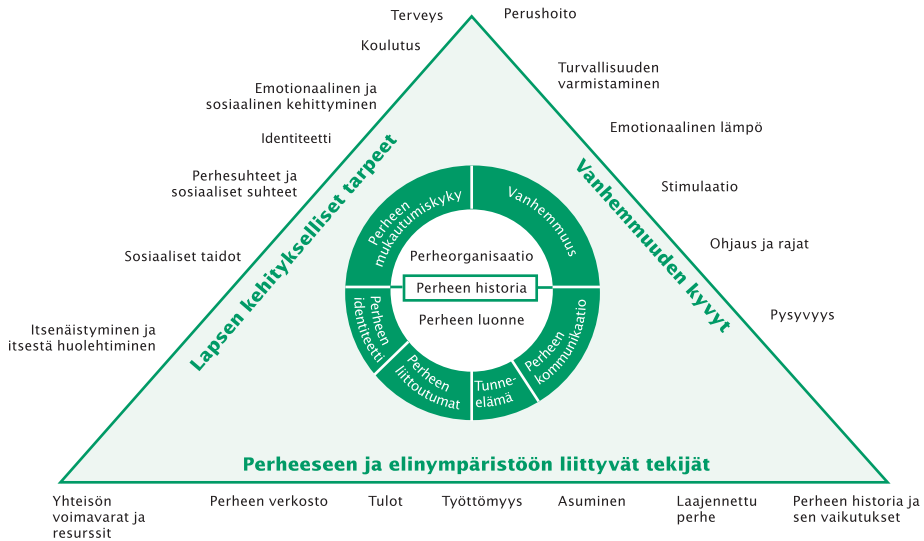 Terveys
Koulutus
Emotionaalinen ja
sosiaalinen kehittyminen
Identiteetti
Perhesuhteet ja
sosiaaliset suhteet
Sosiaaliset taidot
Itsenäistyminen ja
itsestä huolehtiminen
Lapsen kehitykselliset tarpeet
Perushoito
Turvallisuuden
varmistaminen
Emotionaalinen lämpö
Stimulaatio
Ohjaus ja rajat
Pysyvyys
Vanhemmuuden kyvyt
Perheen
mukautumiskyky
Vanhemmuus
Perheorganisaatio
Perheen historia
Perheen luonne
Perheen
identiteetti
Perheen
liittoutumat
Tunne-
elämä
Perheen
kommunikaatio
Perheeseen ja elinympäristöön liittyvät tekijät
Yhteisön
voimavarat ja
resurssit
Perheen verkosto
Tulot
Työttömyys
Asuminen
Laajennettu
perhe
Perheen historia ja
sen vaikutukset